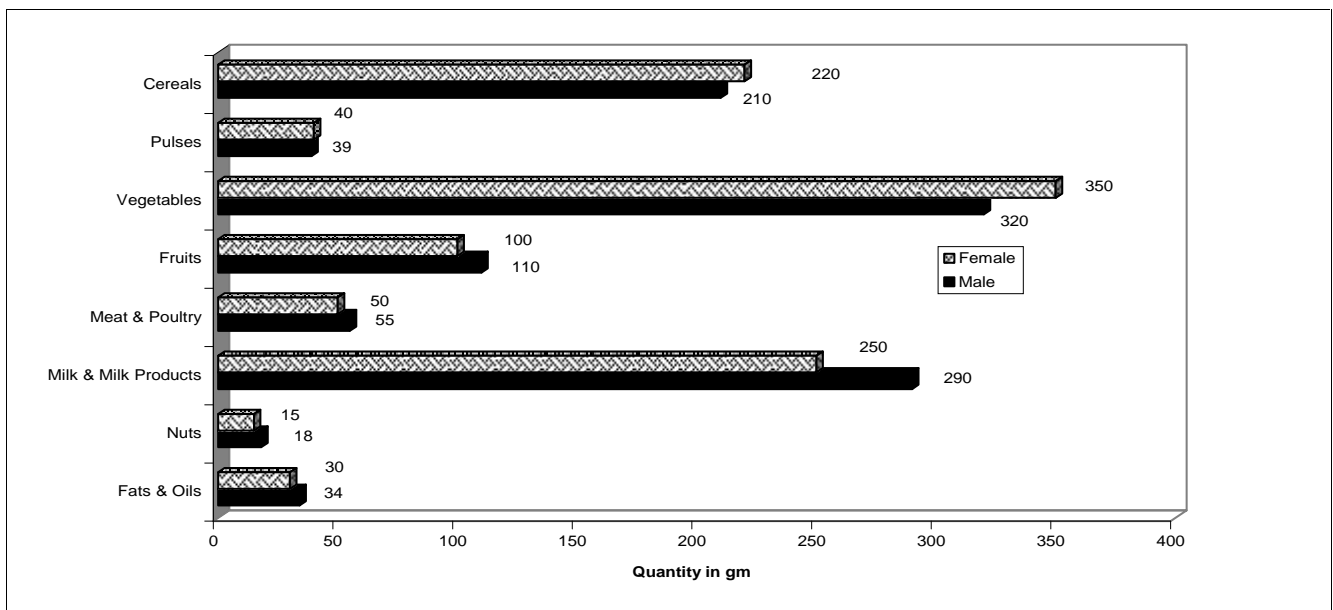 Cereals
220
210
Pulses
40
39
Vegetables
350
320
Fruits
100
110
Female
Male
Meat & Poultry
50
55
Milk & Milk Products
250
290
Nuts
15
18
Fats & Oils
30
34
0 50 100 150 200 250 300 350 400
Quantity in gm